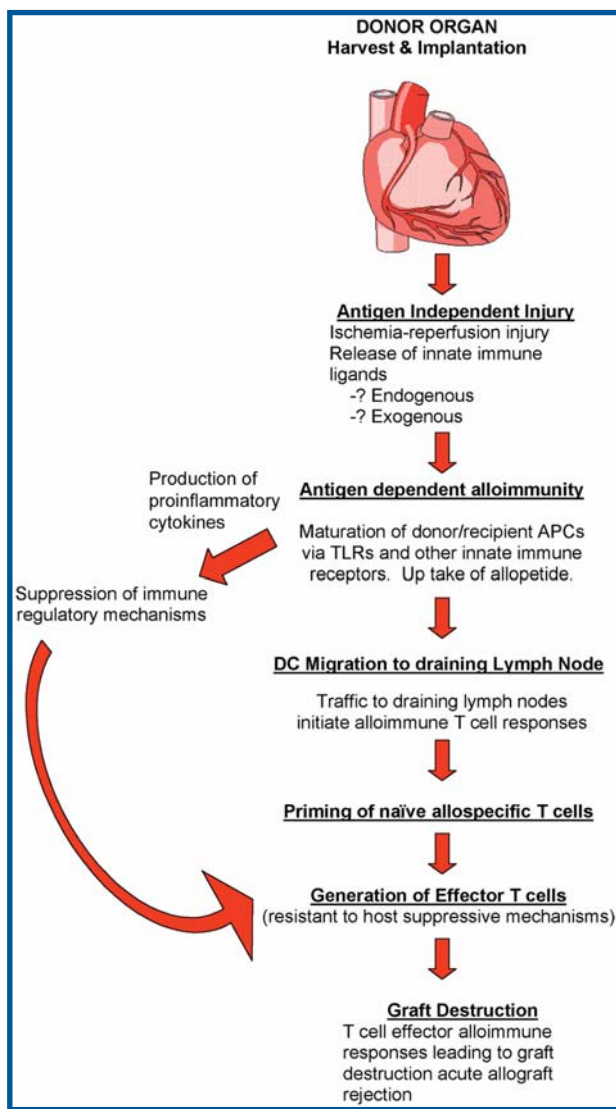 DONOR ORGAN
Harvest & Implantation
Antigen Independent Injury
Ischemia-reperfusion injury
Release of innate immune
ligands
-? Endogenous
-? Exogenous
Antigen dependent alloimmunity
Maturation of donor/recipient APCs
via TLRs and other innate immune
receptors. Up take of allopetide.
Production of
proinflammatory
cytokines
Suppression of immune
regulatory mechanisms
DC Migration to draining Lymph Node
Traffic to draining lymph nodes
initiate alloimmune T cell responses
Priming of naïve allospecific T cells
Generation of Effector T cells
(resistant to host suppressive mechanisms)
Graft Destruction
T cell effector alloimmune
responses leading to graft
destruction acute allograft
rejection